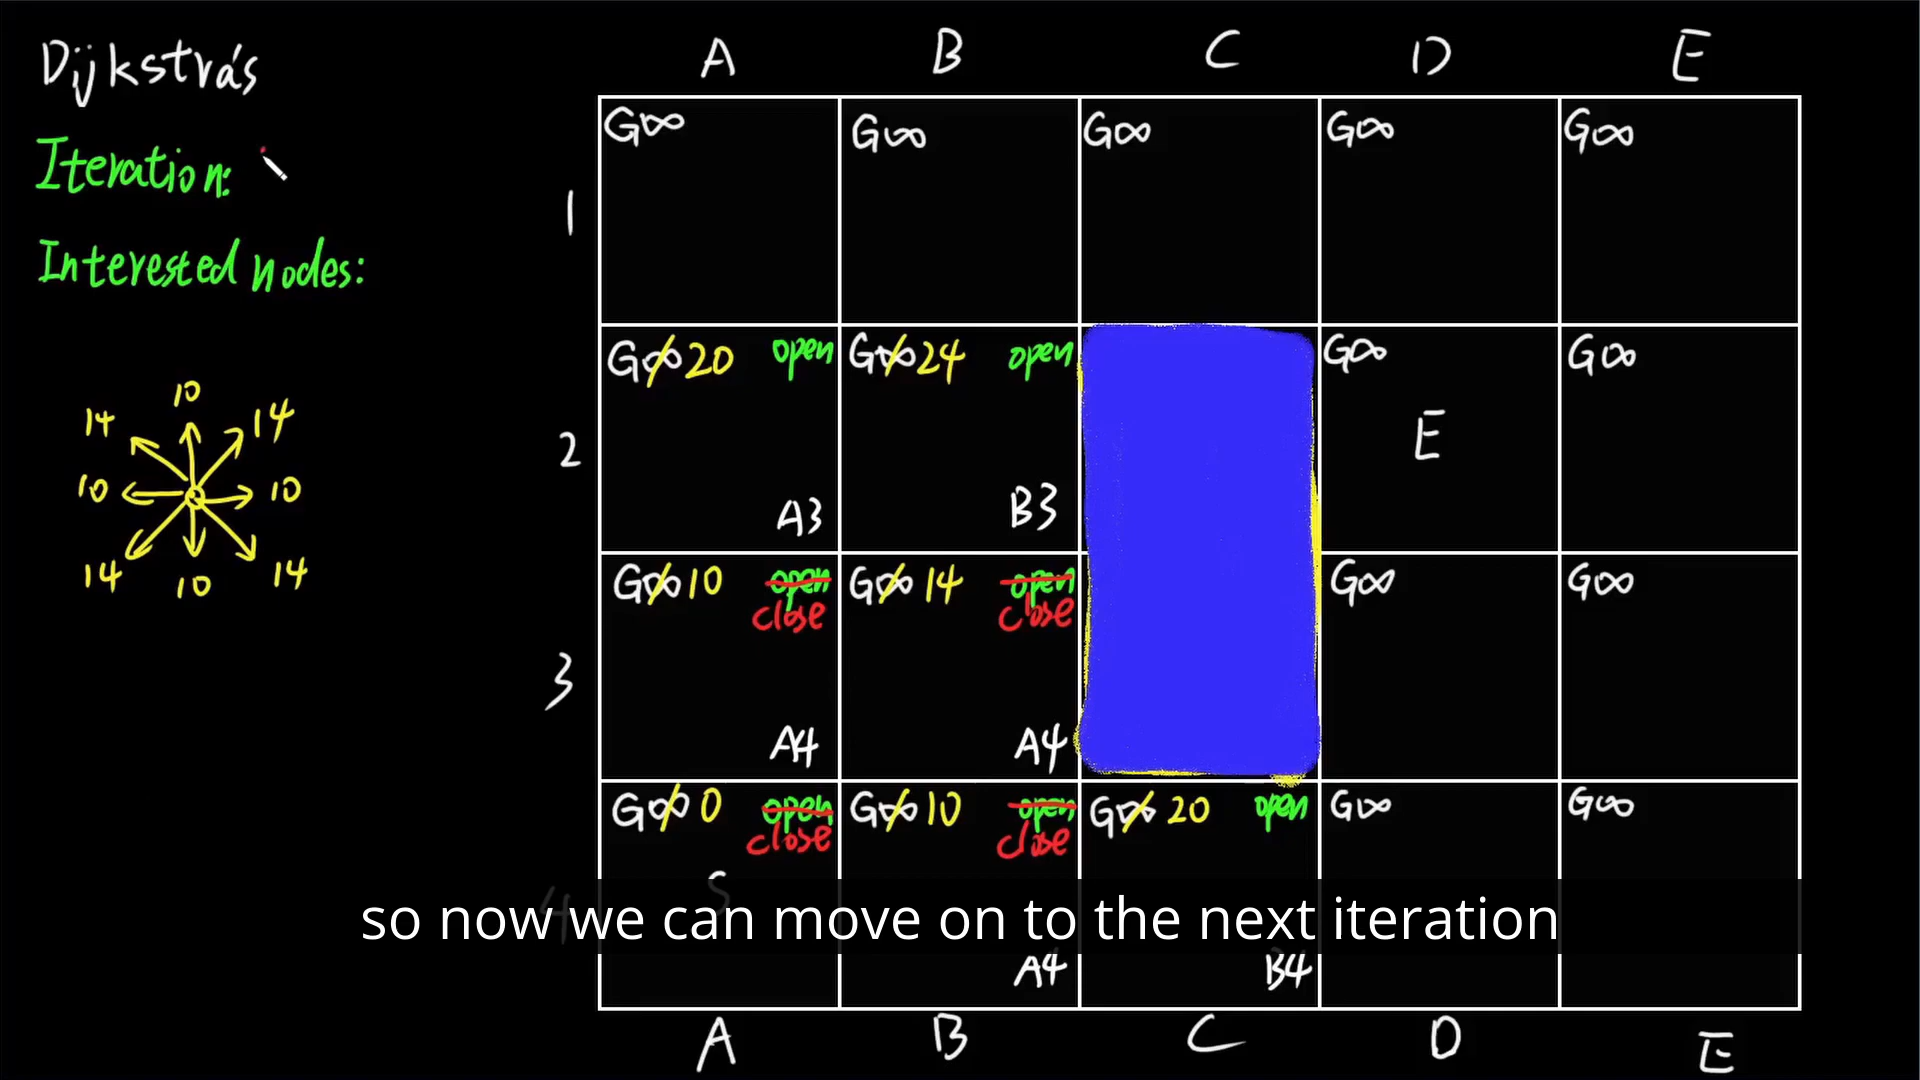 Dijkstra's
Iteration:
Interested nodes:
10
14 14
10 10
14 10 14
A B C D E
1 G∞ G∞ G∞ G∞ G∞
2 G∞ 20 open G∞ 24 open G∞ G∞
E
A3 B3
3 G∞ 10 open G∞ 14 open G∞ G∞
close close
A4 A4
G∞ 0 open G∞ 10 open G∞ 20 open G∞ G∞
close close
4 S
so now we can move on to the next iteration
A4 B4
A B C D E